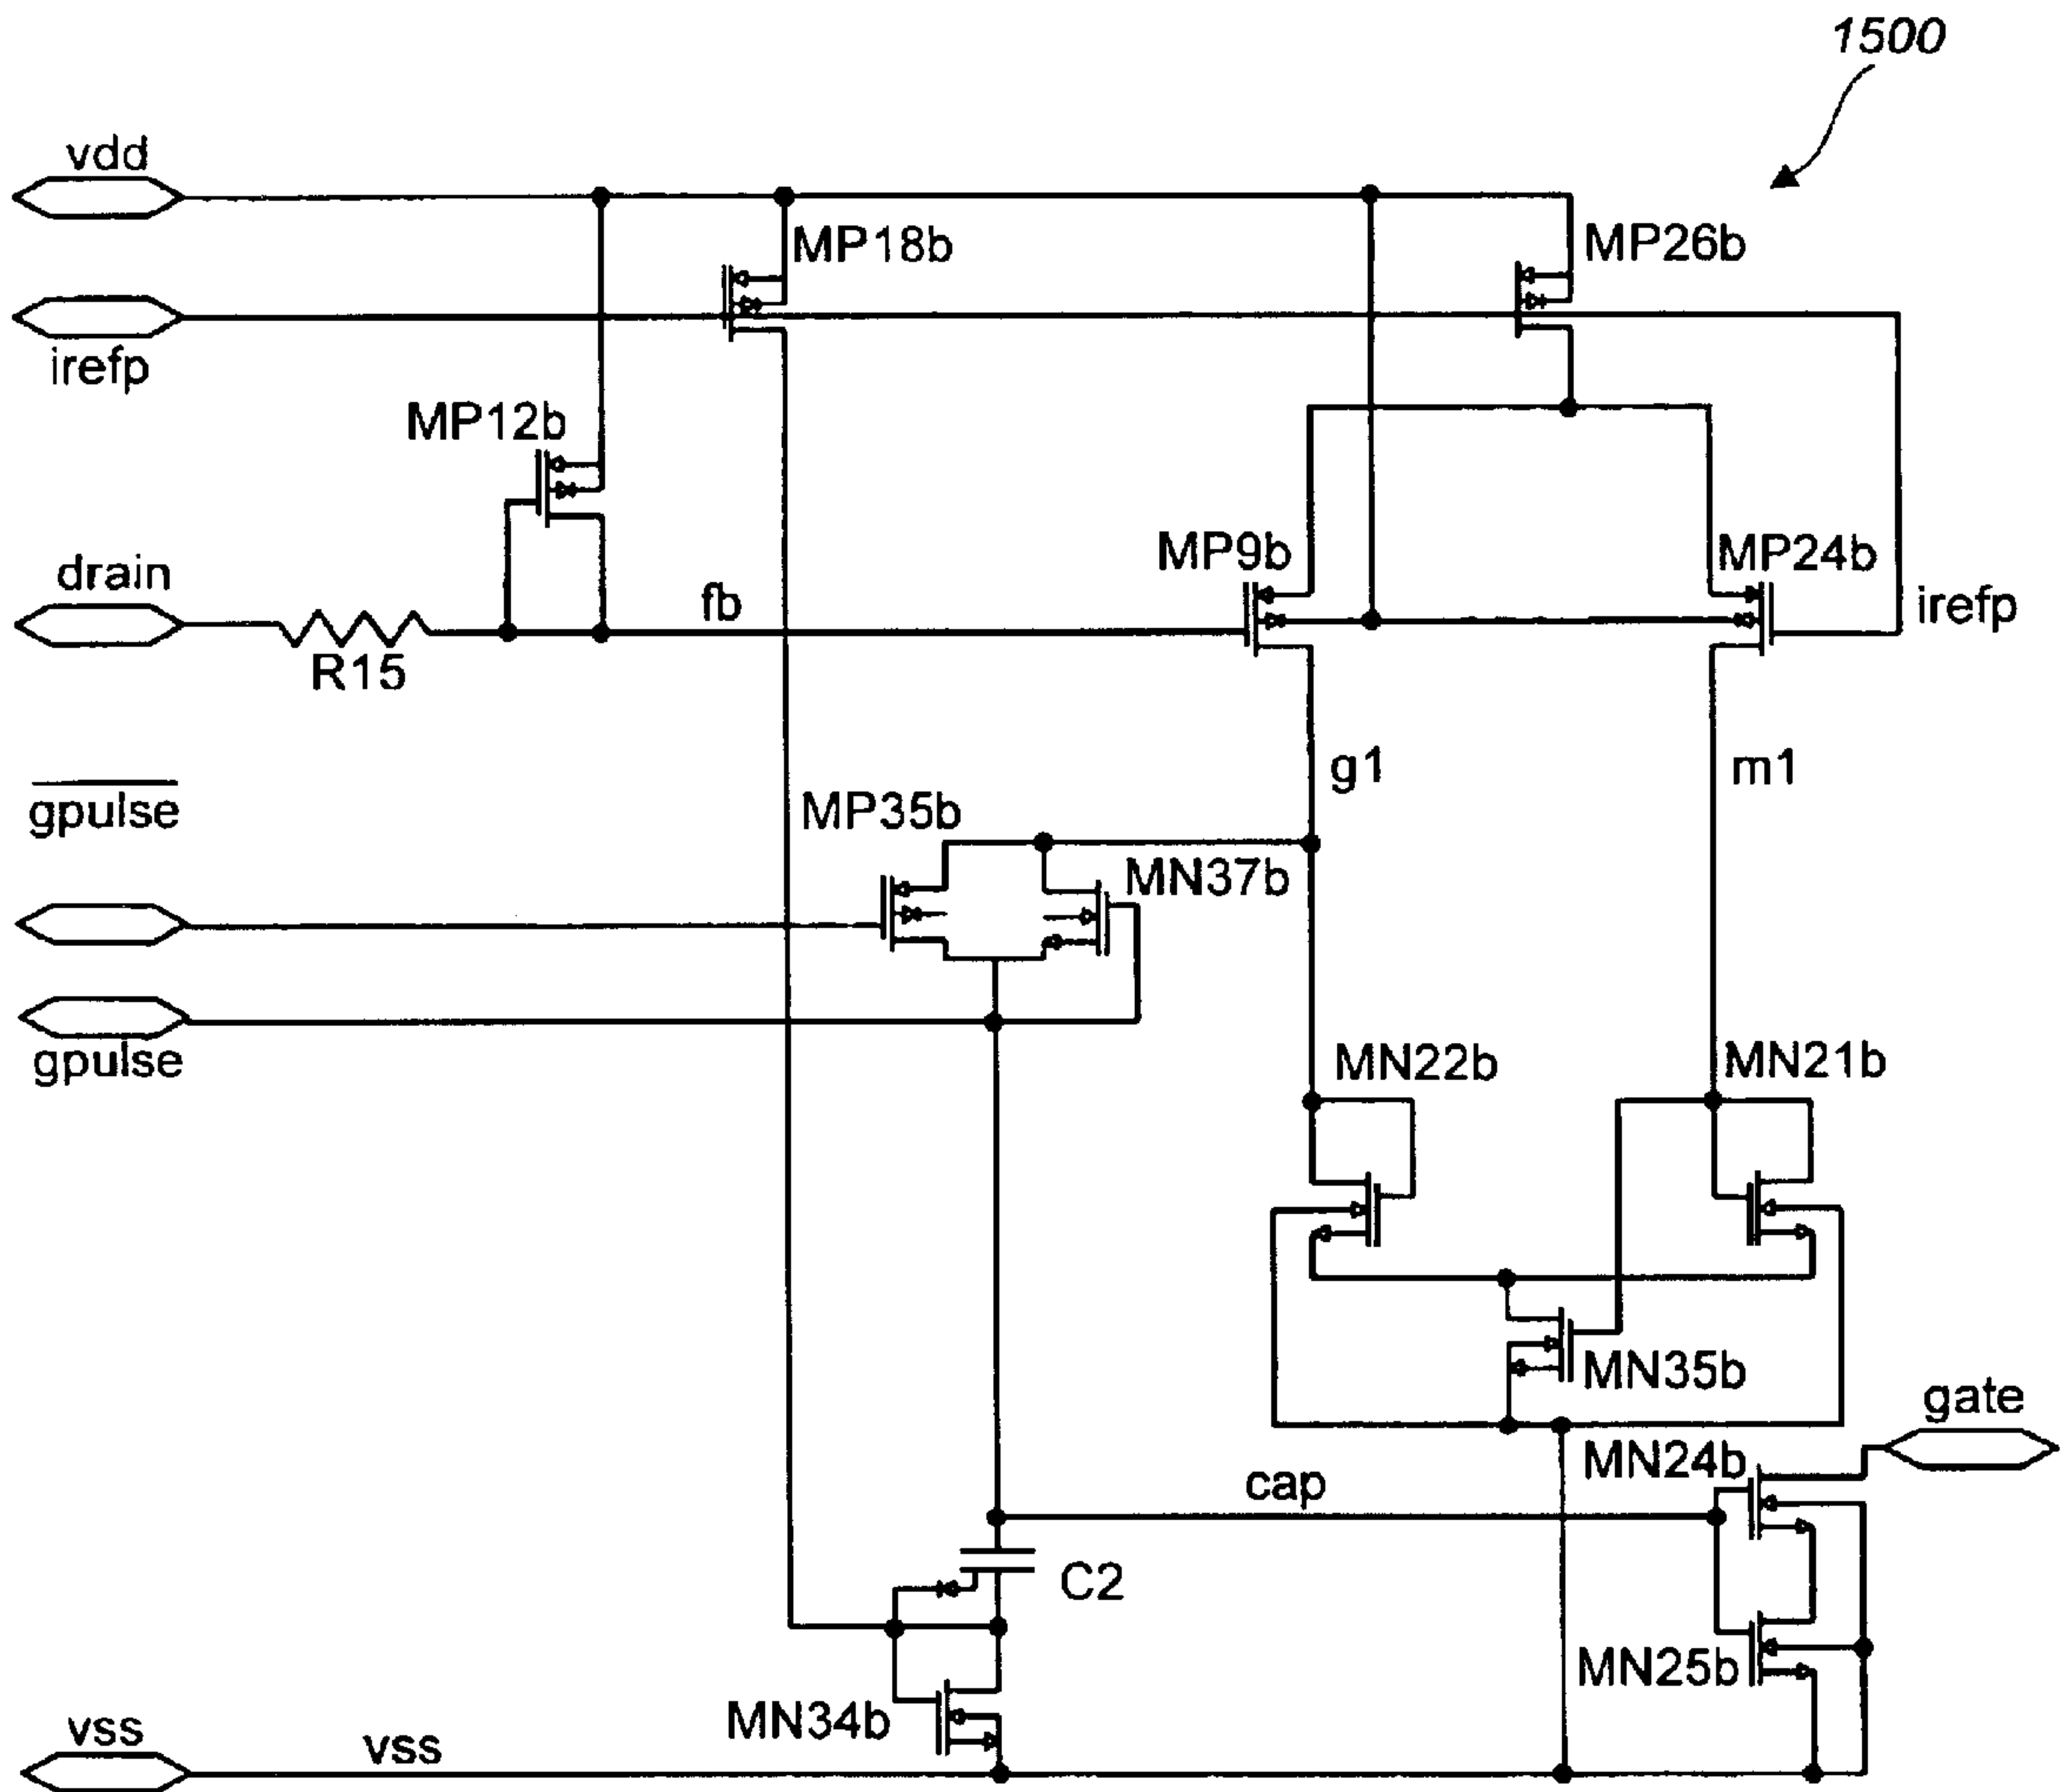 1500
vdd
MP18b
MP26b
irefp
MP12b
drain
fb
MP9b
MP24b
irefp
R15
g1
m1
gpulse
MP35b
MN37b
gpulse
MN22b
MN21b
MN35b
gate
MN24b
cap
C2
MN25b
MN34b
vss
vss